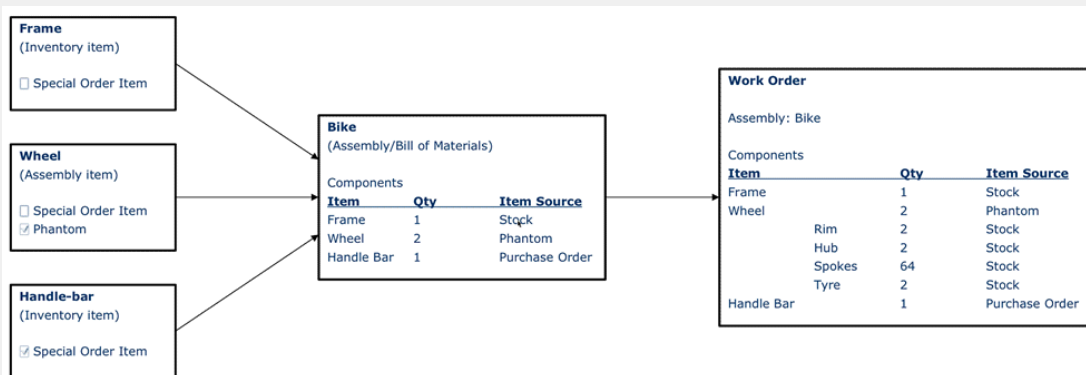 Frame
(Inventory item)
Special Order Item
Wheel
(Assembly item)
Special Order Item
Phantom
Handle-bar
(Inventory item)
Special Order Item
Bike
(Assembly/Bill of Materials)
Components
Item Qty Item Source
Frame 1 Stock
Wheel 2 Phantom
Handle Bar 1 Purchase Order
Work Order
Assembly: Bike
Components
Item Qty Item Source
Frame 1 Stock
Wheel 2 Phantom
Rim 2 Stock
Hub 2 Stock
Spokes 64 Stock
Tyre 2 Stock
Handle Bar 1 Purchase Order